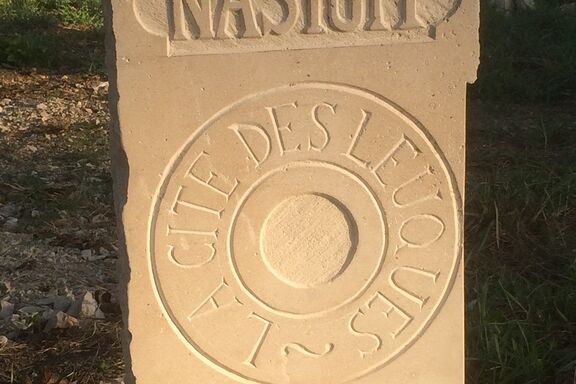 NASIUM
LA CITE DES LEUQUES ~